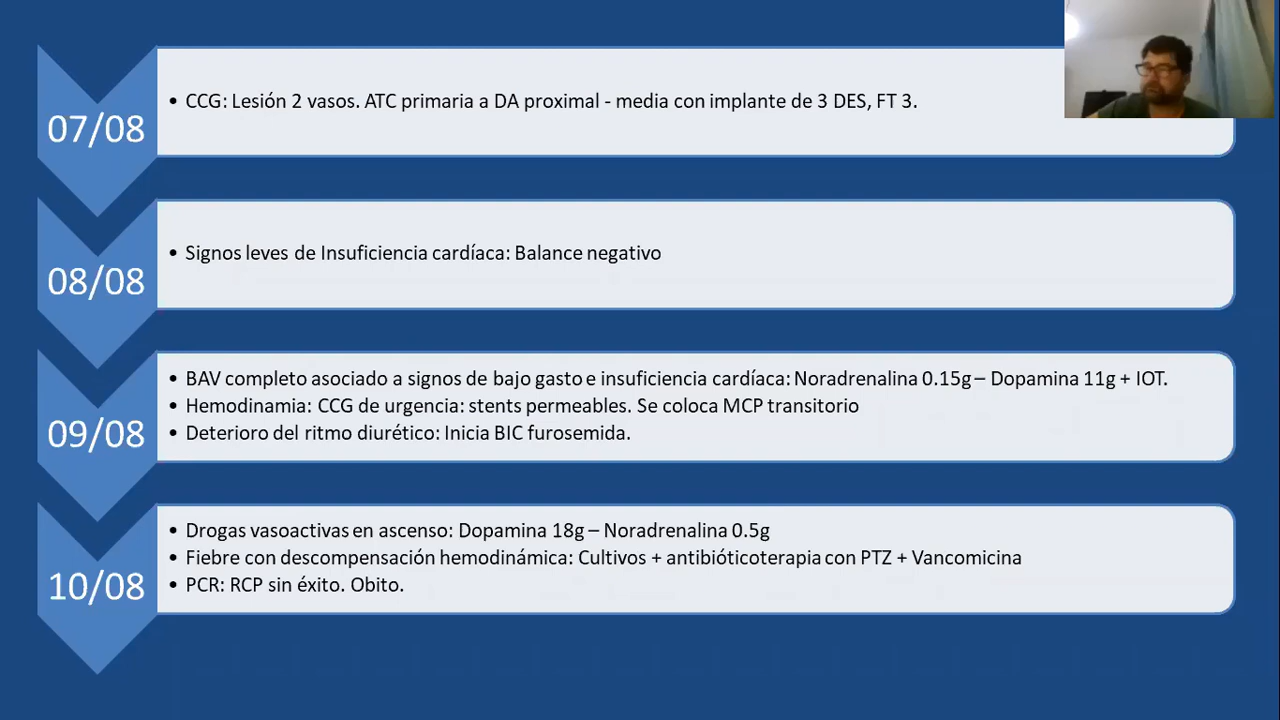 07/08
• CCG: Lesión 2 vasos. ATC primaria a DA proximal - media con implante de 3 DES, FT 3.
08/08
• Signos leves de Insuficiencia cardíaca: Balance negativo
09/08
• BAV completo asociado a signos de bajo gasto e insuficiencia cardíaca: Noradrenalina 0.15g – Dopamina 11g + IOT.
• Hemodinamia: CCG de urgencia: stents permeables. Se coloca MCP transitorio
• Deterioro del ritmo diurético: Inicia BIC furosemida.
10/08
• Drogas vasoactivas en ascenso: Dopamina 18g – Noradrenalina 0.5g
• Fiebre con descompensación hemodinámica: Cultivos + antibióticoterapia con PTZ + Vancomicina
• PCR: RCP sin éxito. Obito.